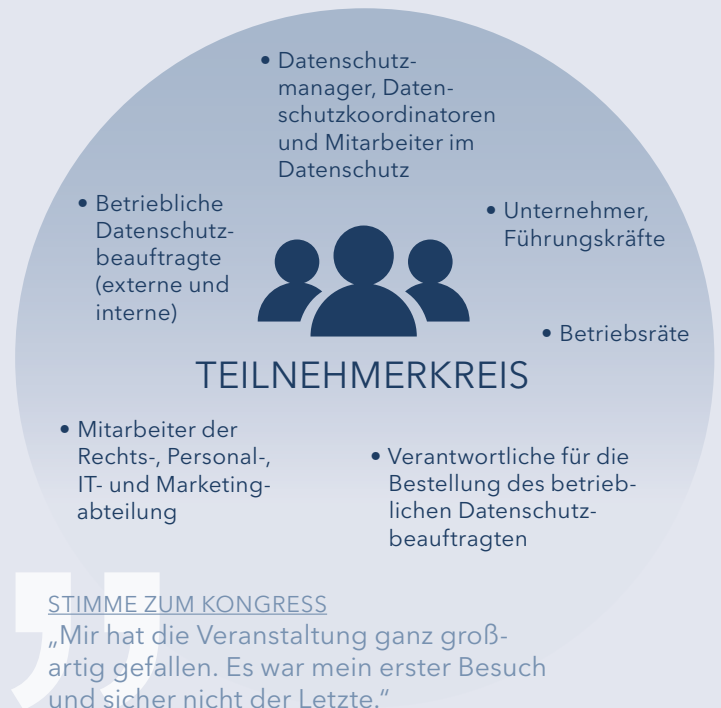 • Datenschutz-
manager, Daten-
schutzkoordinatoren
und Mitarbeiter im
Datenschutz
• Betriebliche
Datenschutz-
beauftragte
(externe und
interne)
• Unternehmer,
Führungskräfte
• Betriebsräte
TEILNEHMERKREIS
• Mitarbeiter der
Rechts-, Personal-,
IT- und Marketing-
abteilung
• Verantwortliche für die
Bestellung des betrieb-
lichen Datenschutz-
beauftragten
STIMME ZUM KONGRESS
„Mir hat die Veranstaltung ganz groß-
artig gefallen. Es war mein erster Besuch
und sicher nicht der Letzte.“